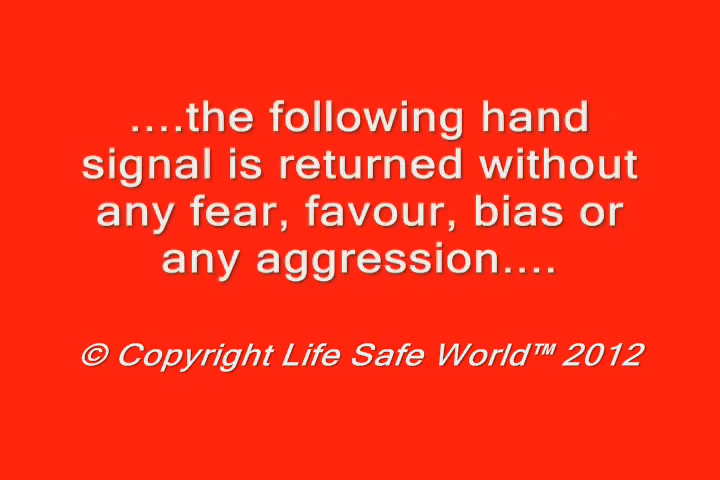 ....the following hand
signal is returned without
any fear, favour, bias or
any aggression....
© Copyright Life Safe World™ 2012